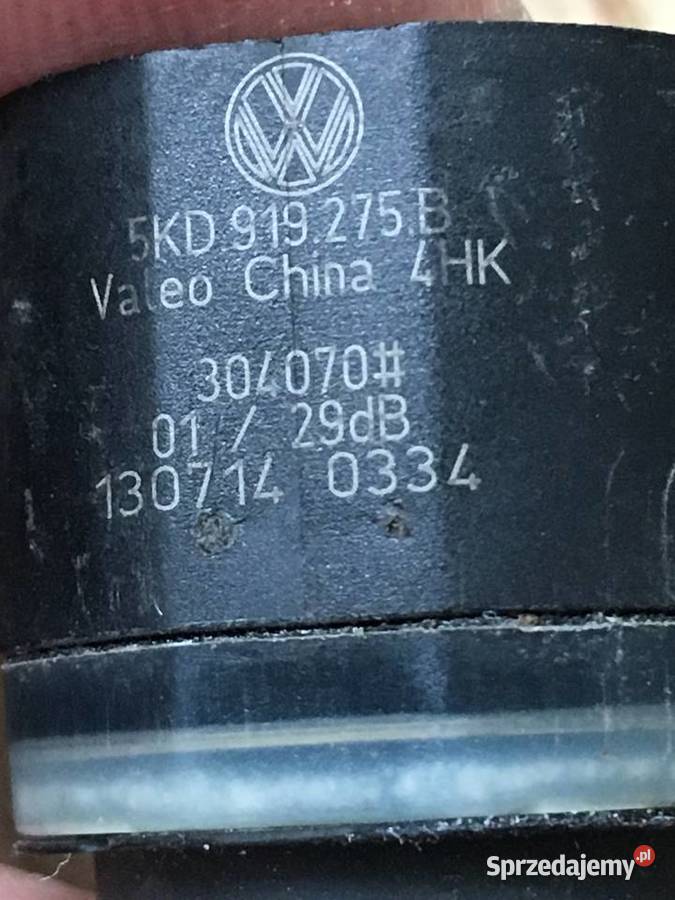 5KD.919.275.B
Valeo China 4HK
304070#
01 / 29dB
130714 0334
Sprzedajemy.pl